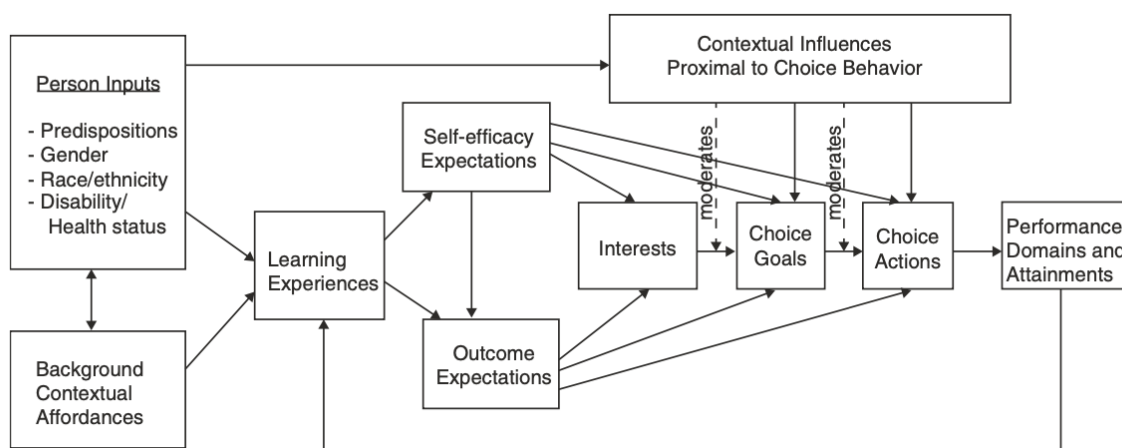 Person Inputs
- Predispositions
- Gender
- Race/ethnicity
- Disability/
Health status
Background
Contextual
Affordances
Learning
Experiences
Self-efficacy
Expectations
Outcome
Expectations
Interests
Contextual Influences
Proximal to Choice Behavior
moderates
moderates
Choice
Goals
Choice
Actions
Performance
Domains and
Attainments